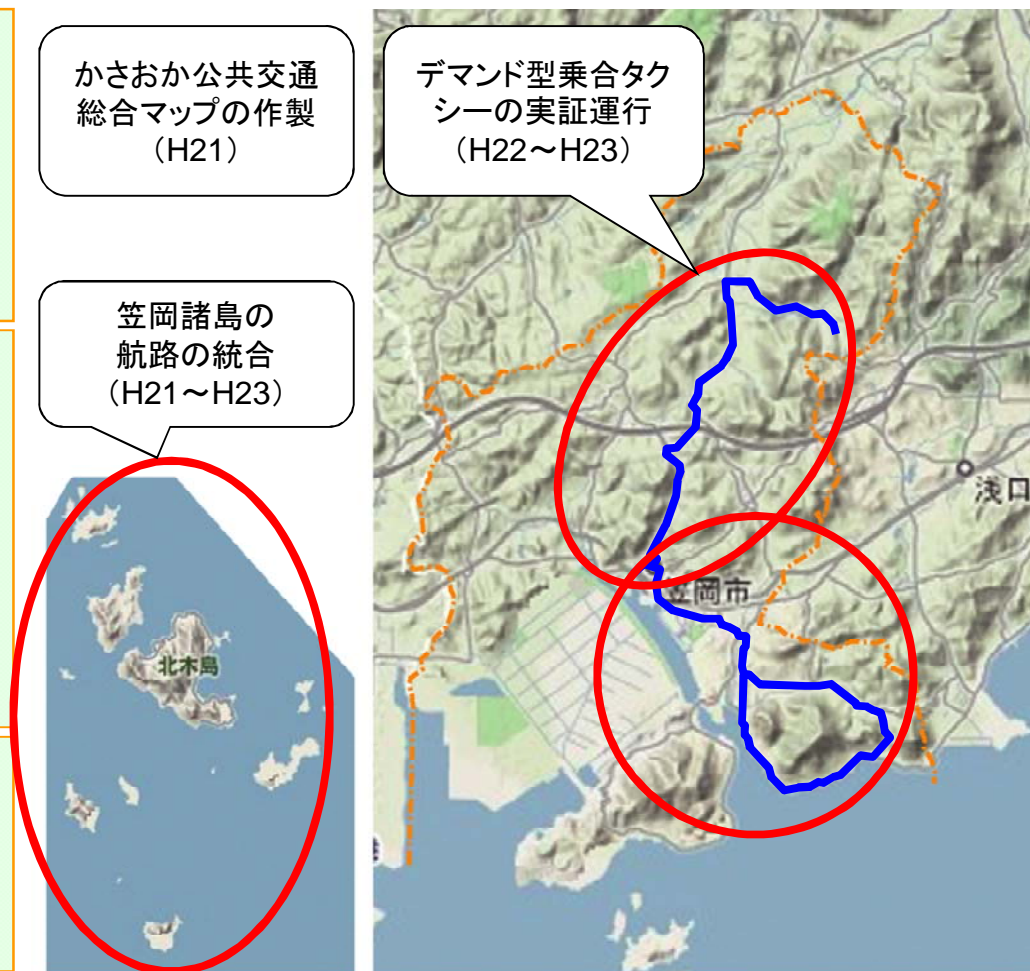 かさおか公共交通
総合マップの作製
（H21）
デマンド型乗合タク
シーの実証運行
（H22～H23）
笠岡諸島の
航路の統合
（H21～H23）
浅口
笠岡市
北木島